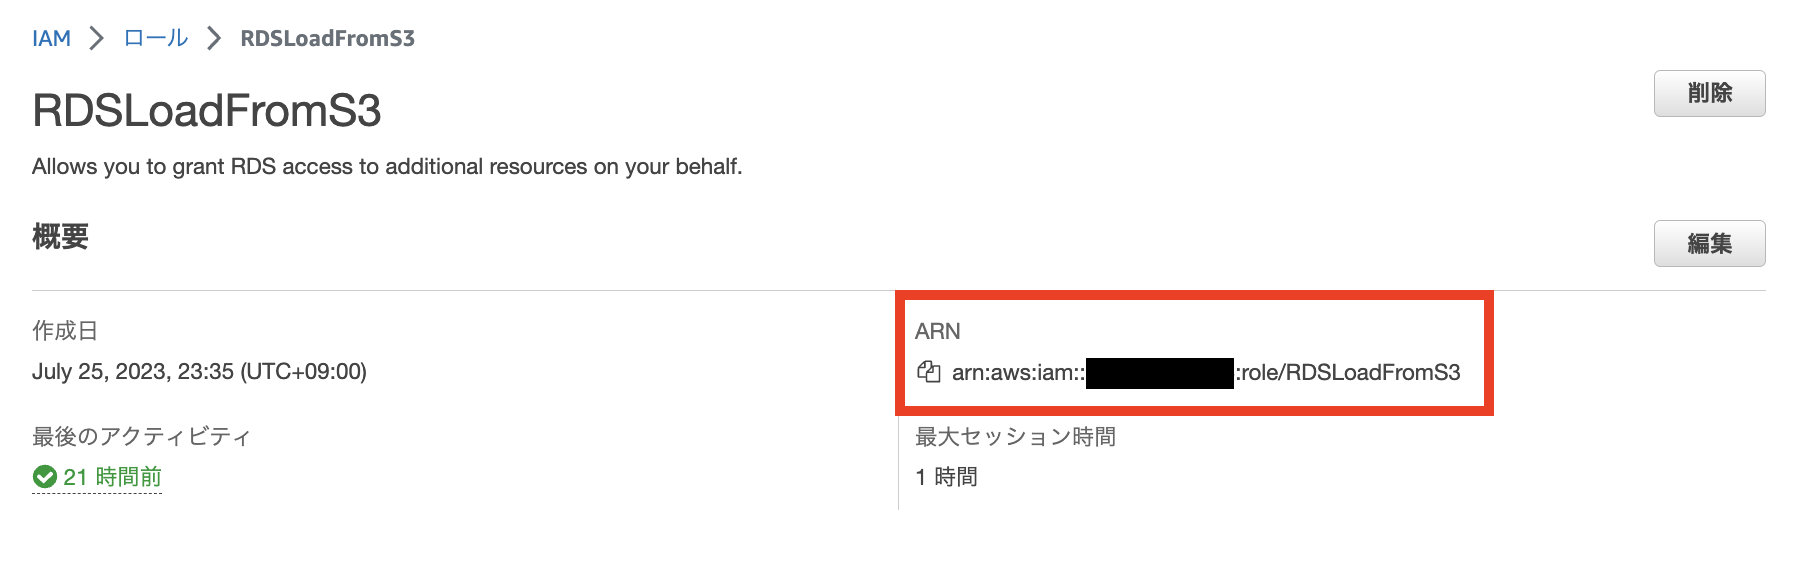 IAM ロール RDSLoadFromS3
RDSLoadFromS3
削除
Allows you to grant RDS access to additional resources on your behalf.
概要
編集
作成日
July 25, 2023, 23:35 (UTC+09:00)
ARN
arn:aws:iam:: :role/RDSLoadFromS3
最後のアクティビティ
21 時間前
最大セッション時間
1 時間